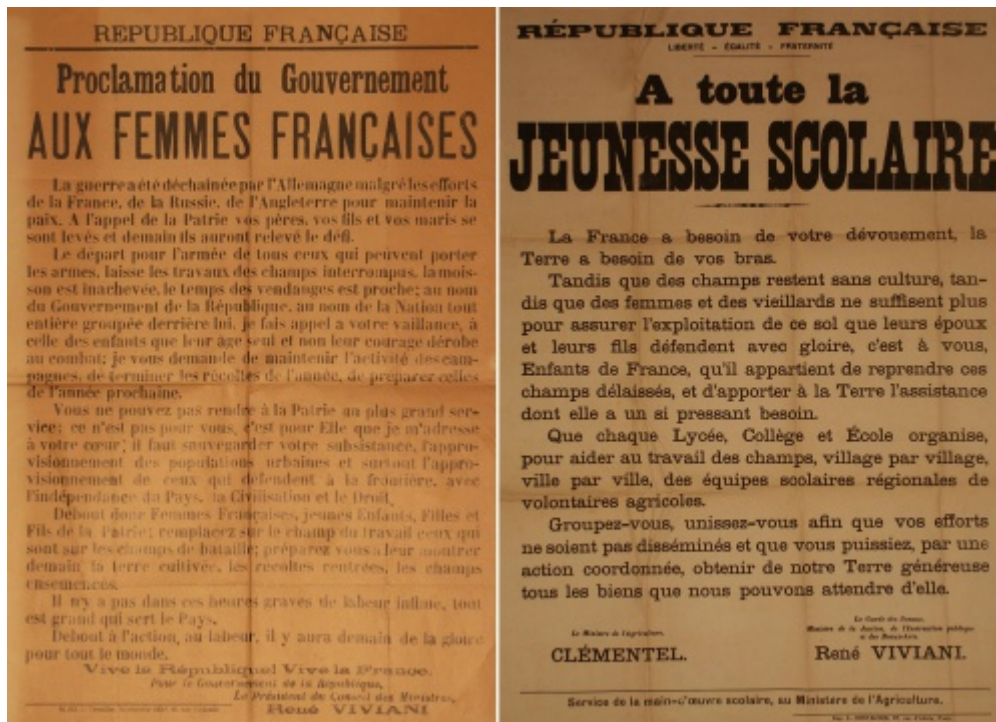 REPUBLIQUE FRANÇAISE
Proclamation du Gouvernement
AUX FEMMES FRANÇAISES
La guerre a été déchainée par l'Allemagne malgré les efforts
de la France, de la Russie, de l'Angleterre pour maintenir la
paix. A l'appel de la Patrie vos pères, vos fils et vos maris se
sont levés et demain ils auront relevé le défi.
Le départ pour l'armée de tous ceux qui peuvent porter
les armes, laisse les travaux des champs interrompus, la mois-
son est inachevée, le temps des vendanges est proche; au nom
du Gouvernement de la République, au nom de la Nation tout
entière groupée derrière lui, je fais appel a votre vaillance, à
celle des enfants que leur âge seul et non leur courage dérobe
au combat; je vous demande de maintenir l'activité des cam-
pagnes, de terminer les récoltes de l'année, de préparer celles
de l'année prochaine.
Vous ne pouvez pas rendre à la Patrie un plus grand ser-
vice; ce n'est pas pour vous, c'est pour Elle que je m'adresse
à votre cœur; il faut sauvegarder votre subsistance, l'appro-
visionnement des populations urbaines et surtout l'appro-
visionnement de ceux qui défendent à la frontière, avec
l'indépendance du Pays, la Civilisation et le Droit.
Debout donc Femmes Françaises, jeunes Enfants, Filles et
Fils de la Patrie; remplacez sur le champ du travail ceux qui
sont sur les champs de bataille; préparez vous a leur montrer
demain la terre cultivée, les récoltes rentrées, les champs
ensemencés.
Il n'y a pas dans ces heures graves de labeur infime, tout
est grand qui sert le Pays.
Debout à l'action, au labeur, il y aura demain de la gloire
pour tout le monde.
Vive la République! Vive la France.
Pour le Gouvernement de la République,
Le Président du Conseil des Ministres,
René VIVIANI
RÉPUBLIQUE FRANÇAISE
LIBERTÉ - ÉGALITÉ - FRATERNITÉ
A toute la
JEUNESSE SCOLAIRE
La France a besoin de votre dévouement, la
Terre a besoin de vos bras.
Tandis que des champs restent sans culture, tan-
dis que des femmes et des vieillards ne suffisent plus
pour assurer l'exploitation de ce sol que leurs époux
et leurs fils défendent avec gloire, c'est à vous,
Enfants de France, qu'il appartient de reprendre ces
champs délaissés, et d'apporter à la Terre l'assistance
dont elle a un si pressant besoin.
Que chaque Lycée, Collège et École organise,
pour aider au travail des champs, village par village,
ville par ville, des équipes scolaires régionales de
volontaires agricoles.
Groupez-vous, unissez-vous afin que vos efforts
ne soient pas disséminés et que vous puissiez, par une
action coordonnée, obtenir de notre Terre généreuse
tous les biens que nous pouvons attendre d'elle.
Le Ministre de l'Agriculture,
CLÉMENTEL.
Le Garde des Sceaux,
Ministre de la Justice, de l'Instruction publique
et des Beaux-Arts,
René VIVIANI.
Service de la main-d'œuvre scolaire, au Ministere de l'Agriculture.